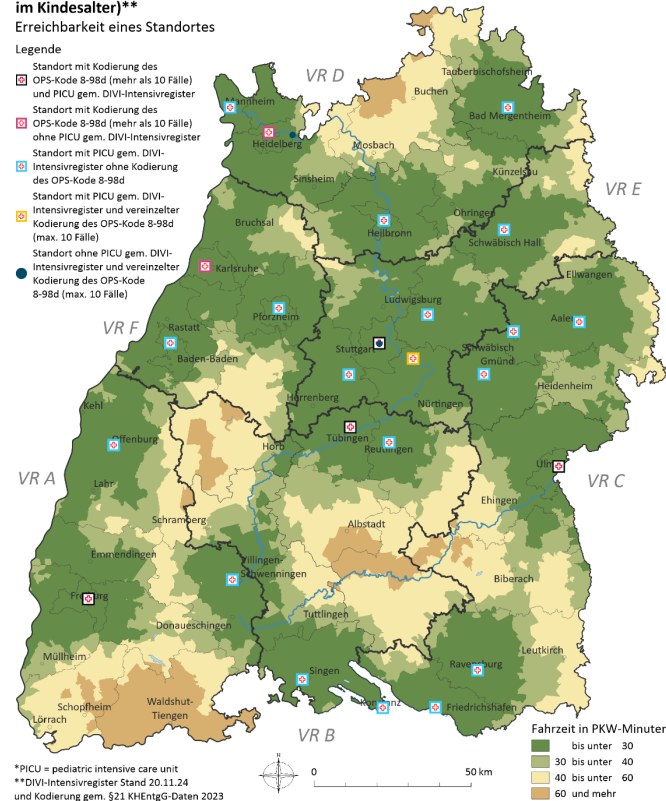 im Kindesalter)**
Erreichbarkeit eines Standortes
Legende
Standort mit Kodierung des
OPS-Kode 8-98d (mehr als 10 Fälle)
und PICU gem. DIVI-Intensivregister
Standort mit Kodierung des
OPS-Kode 8-98d (mehr als 10 Fälle)
ohne PICU gem. DIVI-Intensivregister
Standort mit PICU gem. DIVI-
Intensivregister ohne Kodierung
des OPS-Kode 8-98d
Standort mit PICU gem. DIVI-
Intensivregister und vereinzelter
Kodierung des OPS-Kode 8-98d
(max. 10 Fälle)
Standort ohne PICU gem. DIVI-
Intensivregister und vereinzelter
Kodierung des OPS-Kode
8-98d (max. 10 Fälle)
VR D
Tauberbischofsheim
Buchen
Mannheim
Bad Mergentheim
Heidelberg
Mosbach
Künzelsau
Sinsheim
VR E
Öhringen
Bruchsal
Heilbronn
Schwäbisch Hall
Karlsruhe
Ellwangen
Ludwigsburg
Pforzheim
Aalen
VR F
Rastatt
Stuttgart
Schwäbisch
Gmünd
Baden-Baden
Heidenheim
Herrenberg
Nürtingen
Kehl
Offenburg
Tübingen
Horb
Reutlingen
Ulm
VR A
VR C
Lahr
Ehingen
Schramberg
Albstadt
Emmendingen
Villingen-
Schwenningen
Biberach
Freiburg
Tuttlingen
Donaueschingen
Müllheim
Leutkirch
Ravensburg
Singen
Schopfheim
Waldshut-
Tiengen
Konstanz
Friedrichshafen
Lörrach
VR B
Fahrzeit in PKW-Minuten
bis unter 30
30 bis unter 40
40 bis unter 60
60 und mehr
*PICU = pediatric intensive care unit
**DIVI-Intensivregister Stand 20.11.24
und Kodierung gem. §21 KHEntgG-Daten 2023
N
0
50 km